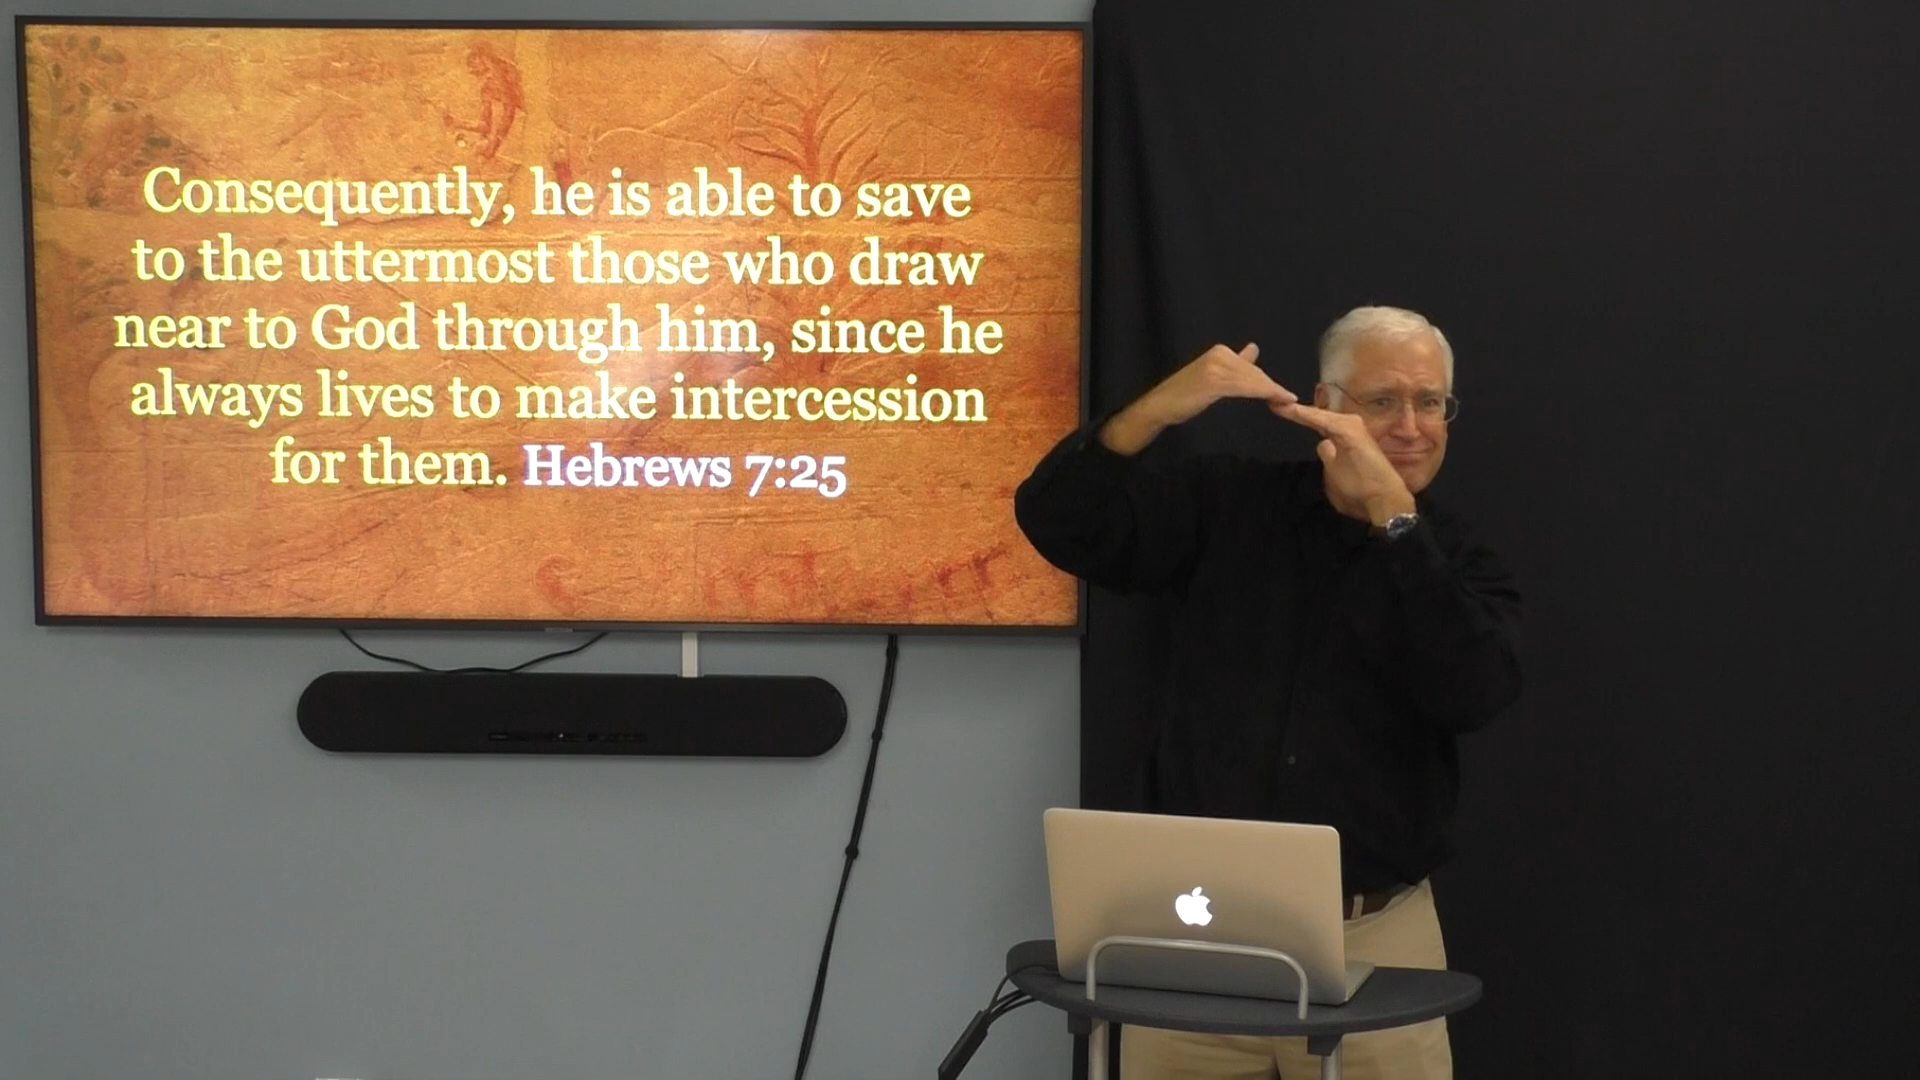 Consequently, he is able to save
to the uttermost those who draw
near to God through him, since he
always lives to make intercession
for them. Hebrews 7:25